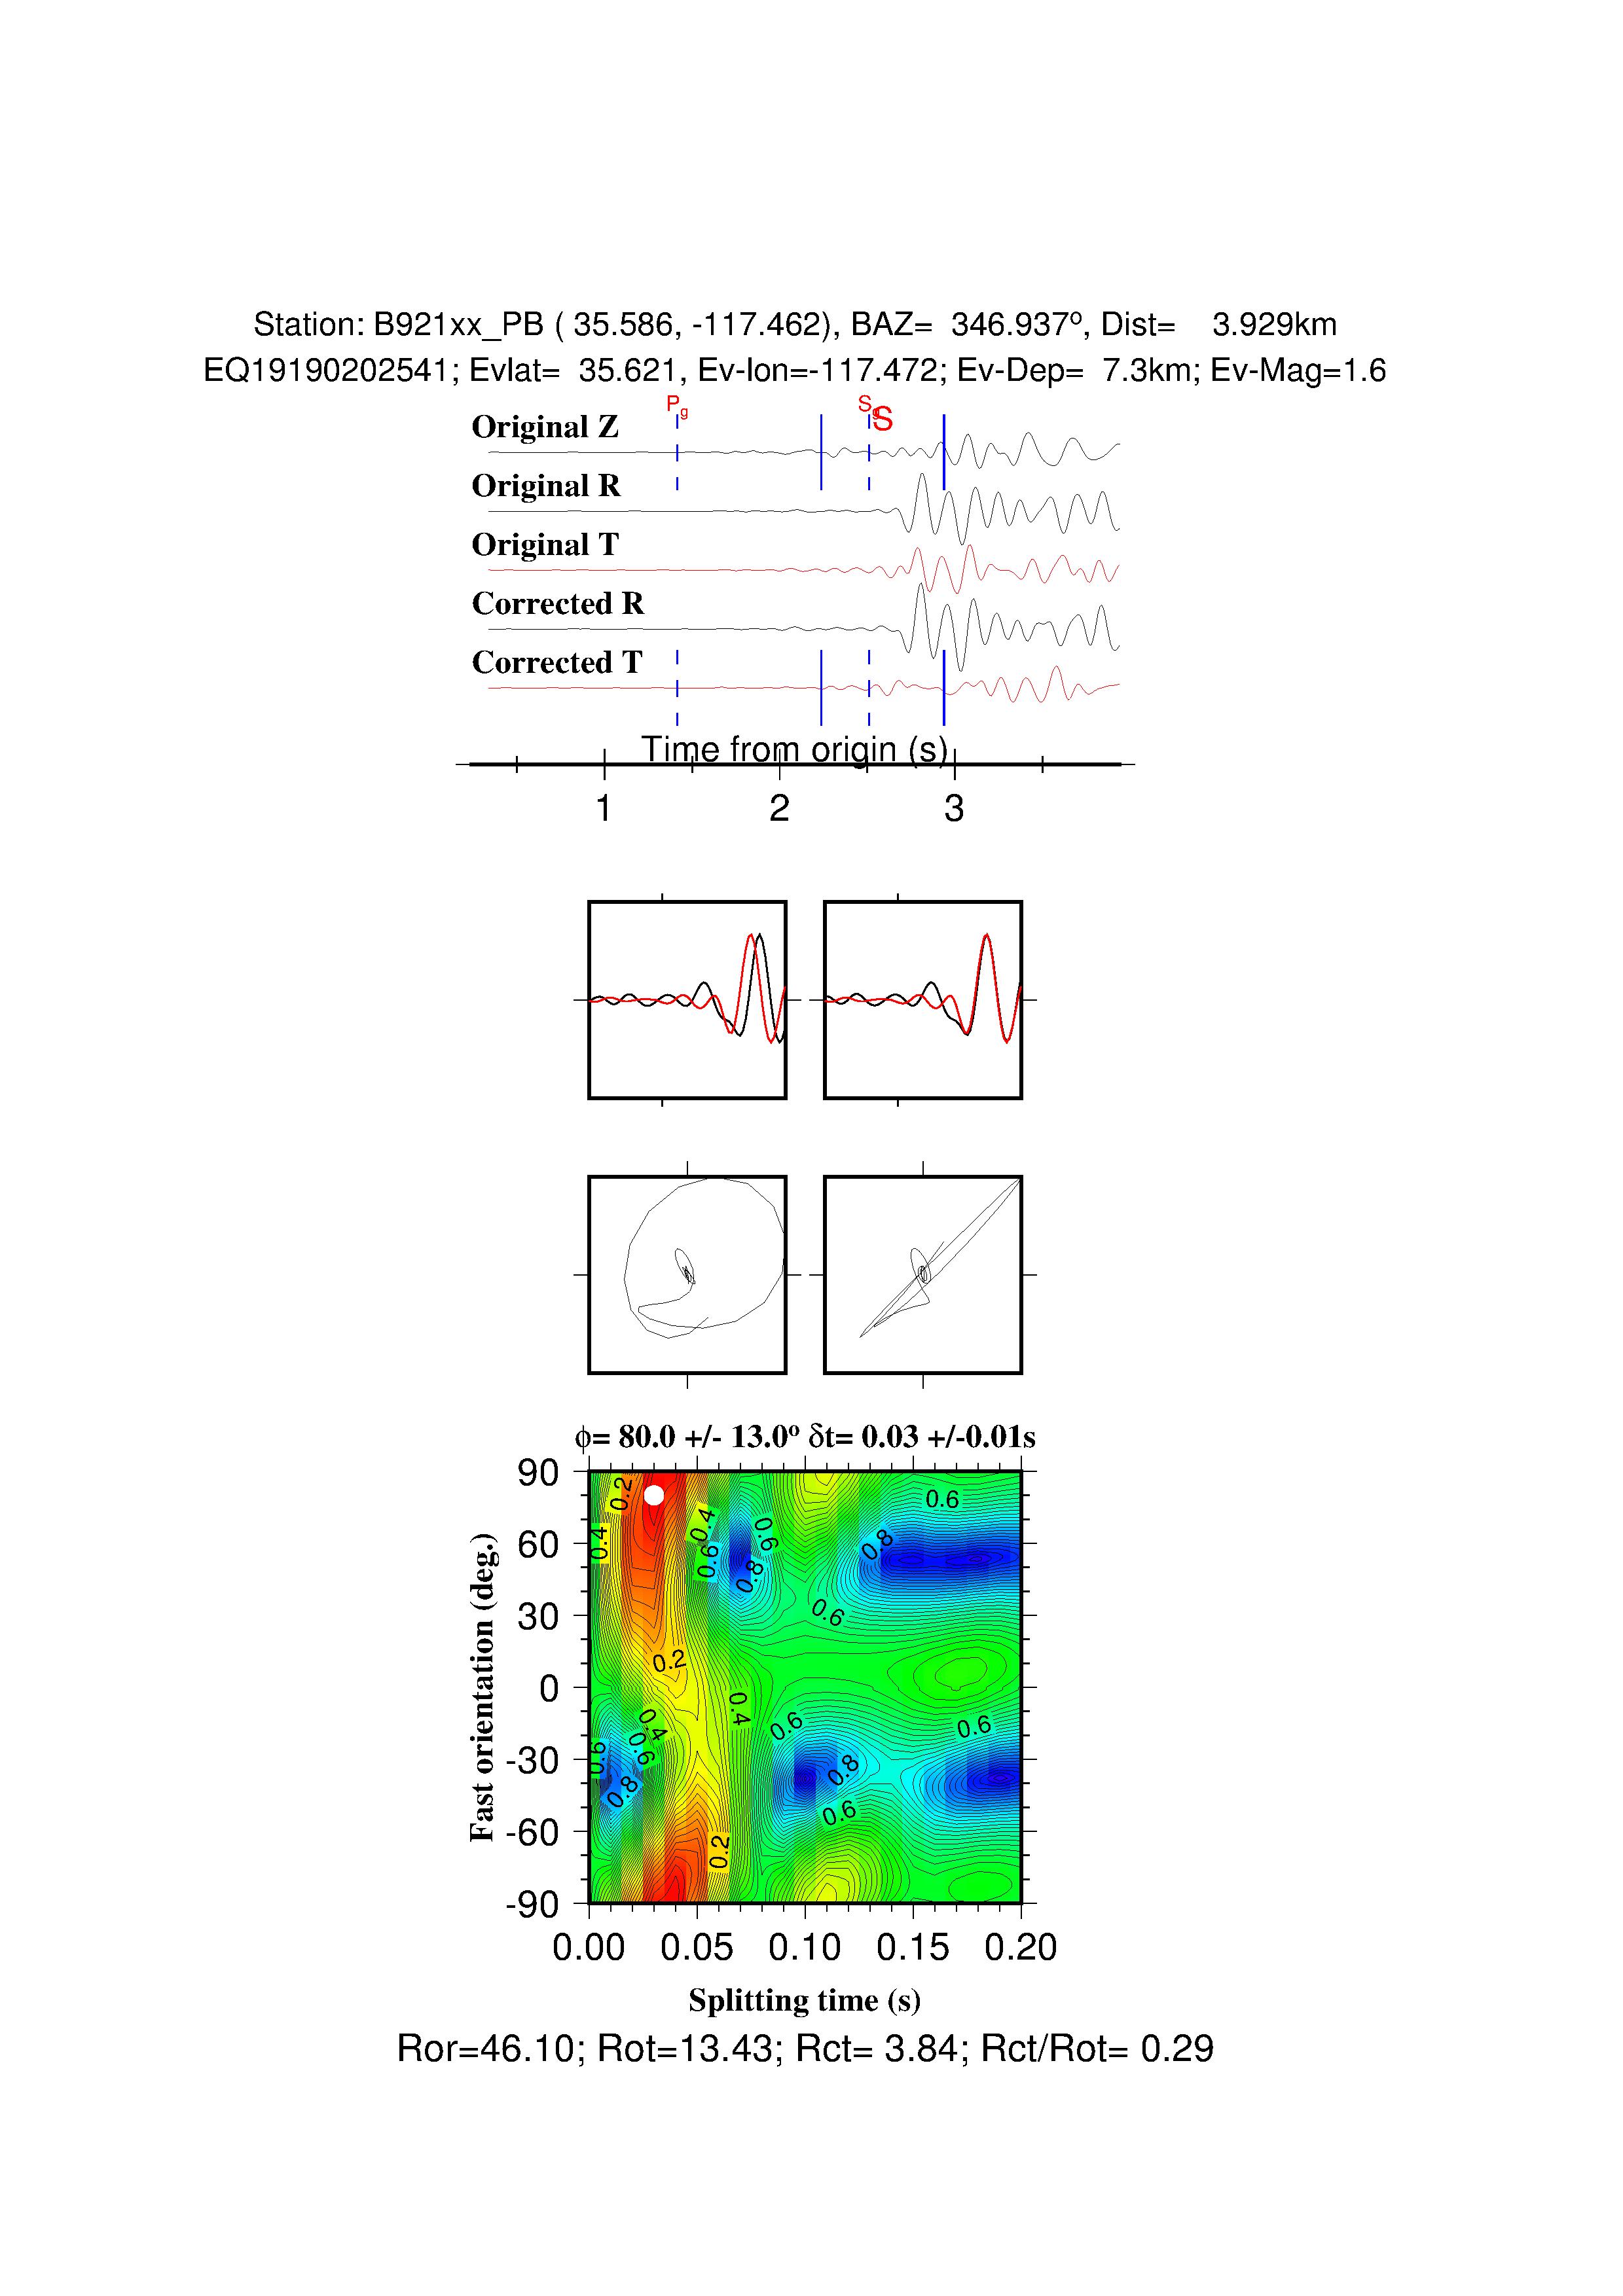 Station: B921xx_PB ( 35.586, -117.462), BAZ= 346.937º, Dist= 3.929km
EQ19190202541; Evlat= 35.621, Ev-lon=-117.472; Ev-Dep= 7.3km; Ev-Mag=1.6
Pg Sg S
Original Z
Original R
Original T
Corrected R
Corrected T
Time from origin (s)
1 2 3
ϕ= 80.0 +/- 13.0º δt= 0.03 +/-0.01s
90
60
30
0
-30
-60
-90
Fast orientation (deg.)
0.2
0.4
0.4
0.6
0.6
0.8
0.8
0.6
0.6
0.2
0.4
0.4
0.6
0.6
0.8
0.6
0.6
0.8
0.6
0.2
0.00 0.05 0.10 0.15 0.20
Splitting time (s)
Ror=46.10; Rot=13.43; Rct= 3.84; Rct/Rot= 0.29